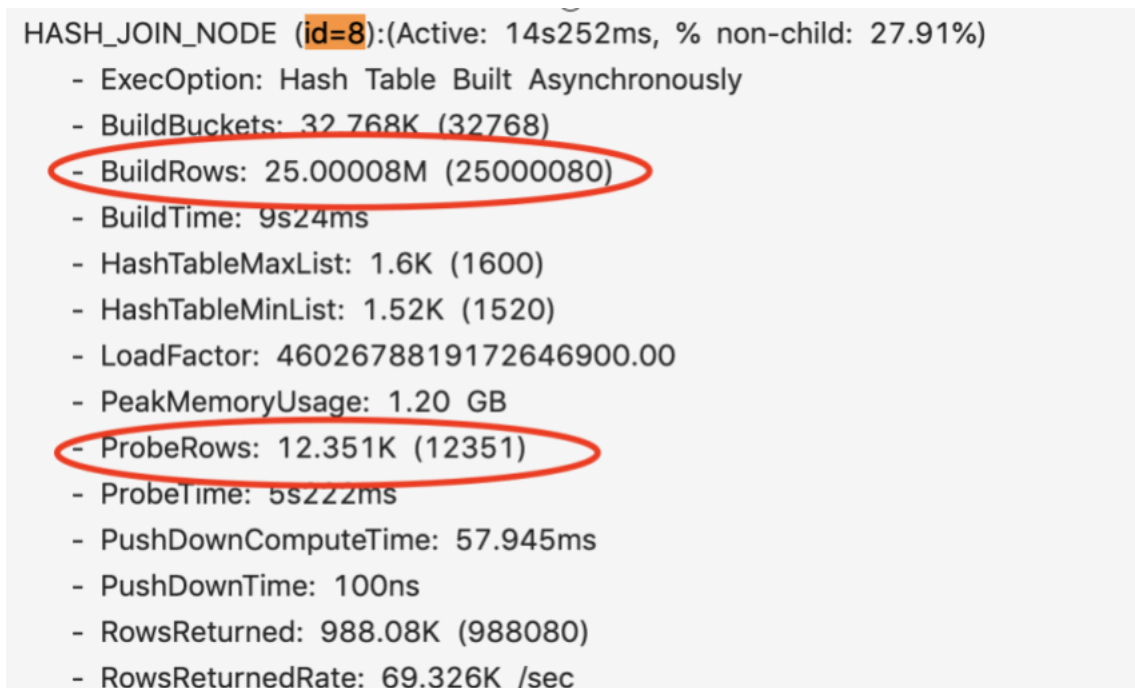 HASH_JOIN_NODE (id=8):(Active: 14s252ms, % non-child: 27.91%)
- ExecOption: Hash Table Built Asynchronously
- BuildBuckets: 32.768K (32768)
- BuildRows: 25.00008M (25000080)
- BuildTime: 9s24ms
- HashTableMaxList: 1.6K (1600)
- HashTableMinList: 1.52K (1520)
- LoadFactor: 4602678819172646900.00
- PeakMemoryUsage: 1.20 GB
- ProbeRows: 12.351K (12351)
- ProbeTime: 5s222ms
- PushDownComputeTime: 57.945ms
- PushDownTime: 100ns
- RowsReturned: 988.08K (988080)
- RowsReturnedRate: 69.326K /sec